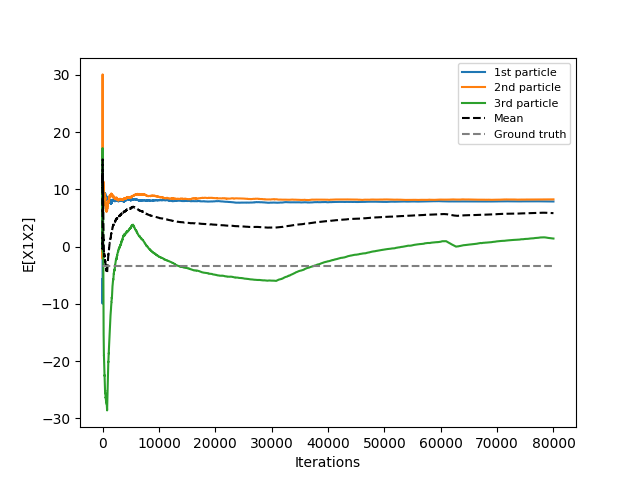 30
20
10
0
−10
−20
−30
E[X1X2]
1st particle
2nd particle
3rd particle
Mean
Ground truth
0 10000 20000 30000 40000 50000 60000 70000 80000
Iterations